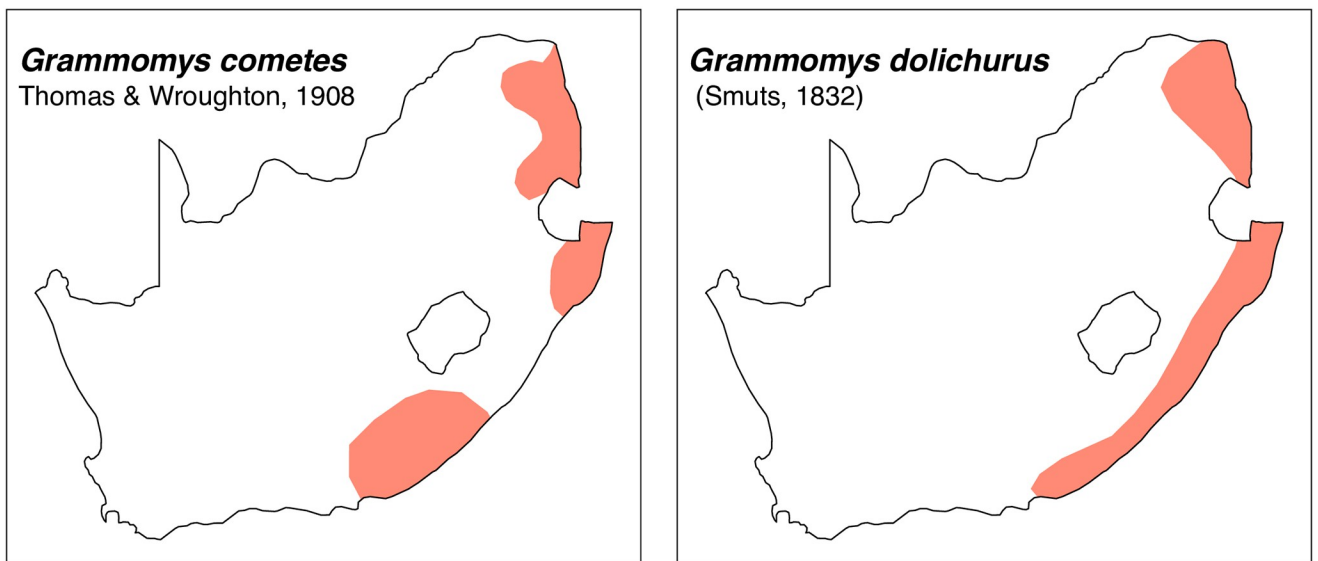 Grammomys cometes
Thomas & Wroughton, 1908
Grammomys dolichurus
(Smuts, 1832)